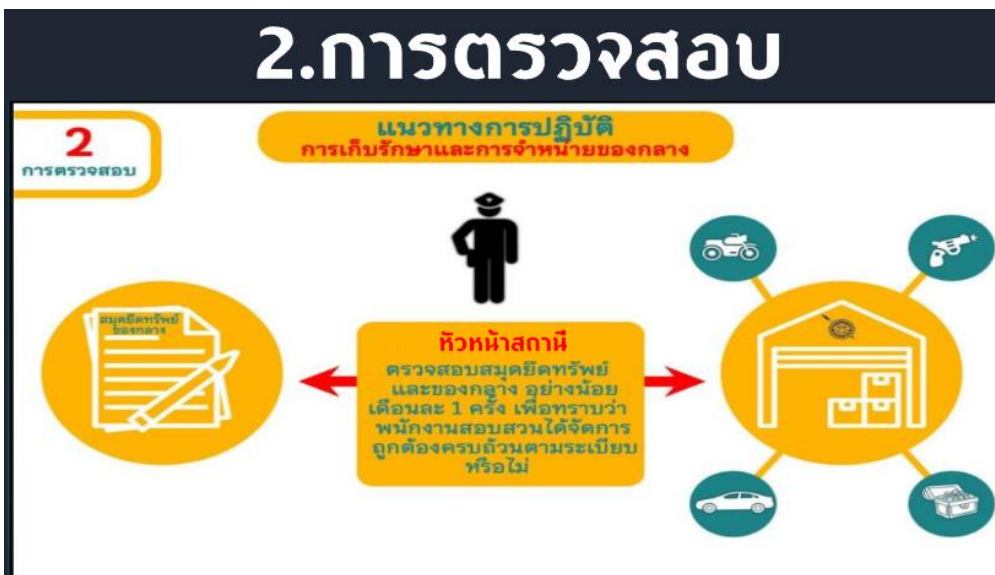 2.การตรวจสอบ
2
การตรวจสอบ
แนวทางการปฏิบัติ
การเก็บรักษาและการจำหน่ายของกลาง
สมุดยึดทรัพย์
ของกลาง
หัวหน้าสถานี
ตรวจสอบสมุดยึดทรัพย์
และของกลาง อย่างน้อย
เดือนละ 1 ครั้ง เพื่อทราบว่า
พนักงานสอบสวนได้จัดการ
ถูกต้องครบถ้วนตามระเบียบ
หรือไม่